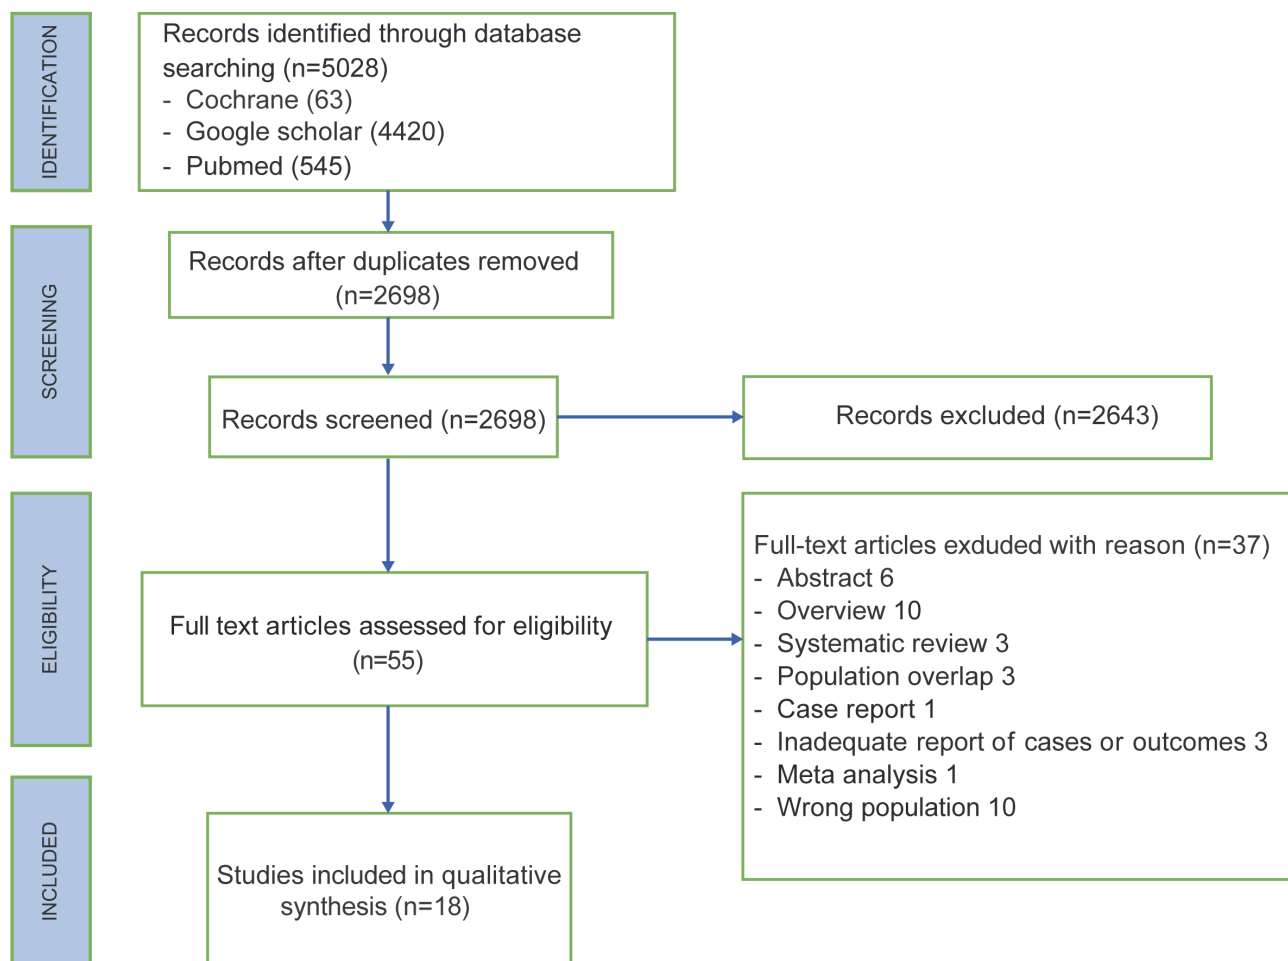 IDENTIFICATION
Records identified through database
searching (n=5028)
- Cochrane (63)
- Google scholar (4420)
- Pubmed (545)
SCREENING
Records after duplicates removed
(n=2698)
Records screened (n=2698)
Records excluded (n=2643)
ELIGIBILITY
Full text articles assessed for eligibility
(n=55)
Full-text articles exduded with reason (n=37)
- Abstract 6
- Overview 10
- Systematic review 3
- Population overlap 3
- Case report 1
- Inadequate report of cases or outcomes 3
- Meta analysis 1
- Wrong population 10
INCLUDED
Studies included in qualitative
synthesis (n=18)